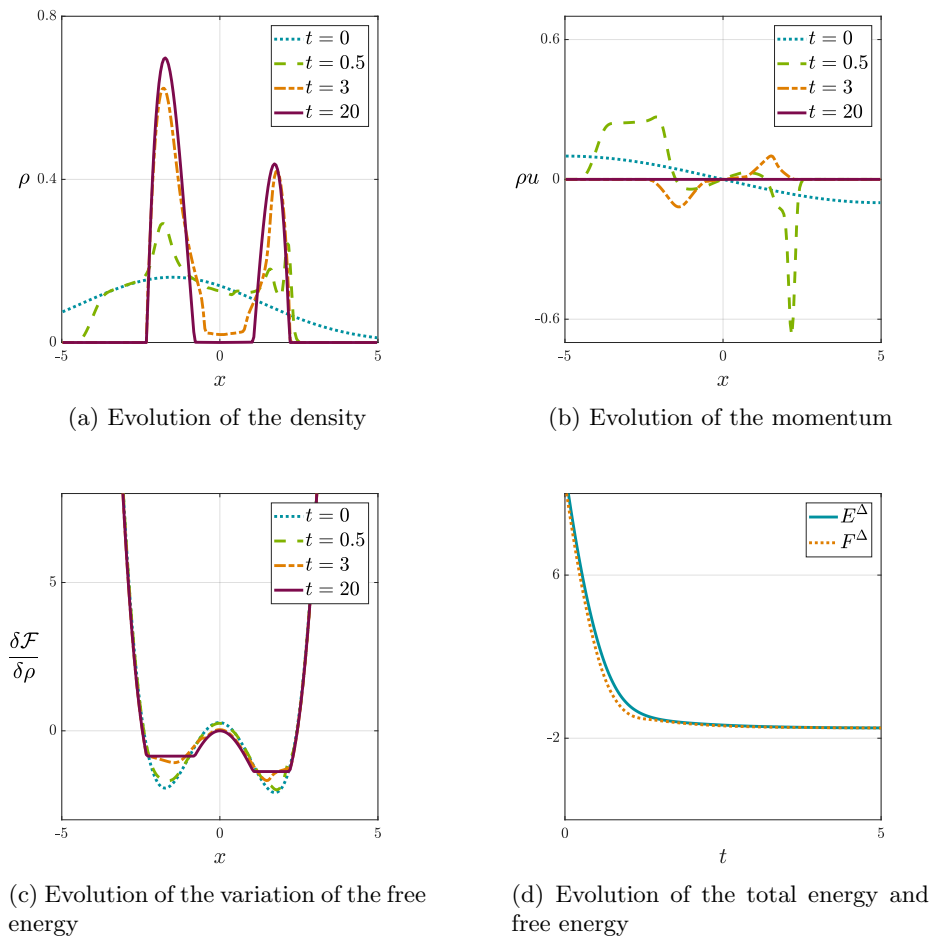 0.8
0.4
0
ρ
-5
0
5
x
t = 0
t = 0.5
t = 3
t = 20
(a) Evolution of the density
0.6
0
-0.6
ρu
-5
0
5
x
t = 0
t = 0.5
t = 3
t = 20
(b) Evolution of the momentum
5
0
δF
δρ
-5
0
5
x
t = 0
t = 0.5
t = 3
t = 20
(c) Evolution of the variation of the free
energy
6
-2
0
5
t
E^Δ
F^Δ
(d) Evolution of the total energy and
free energy